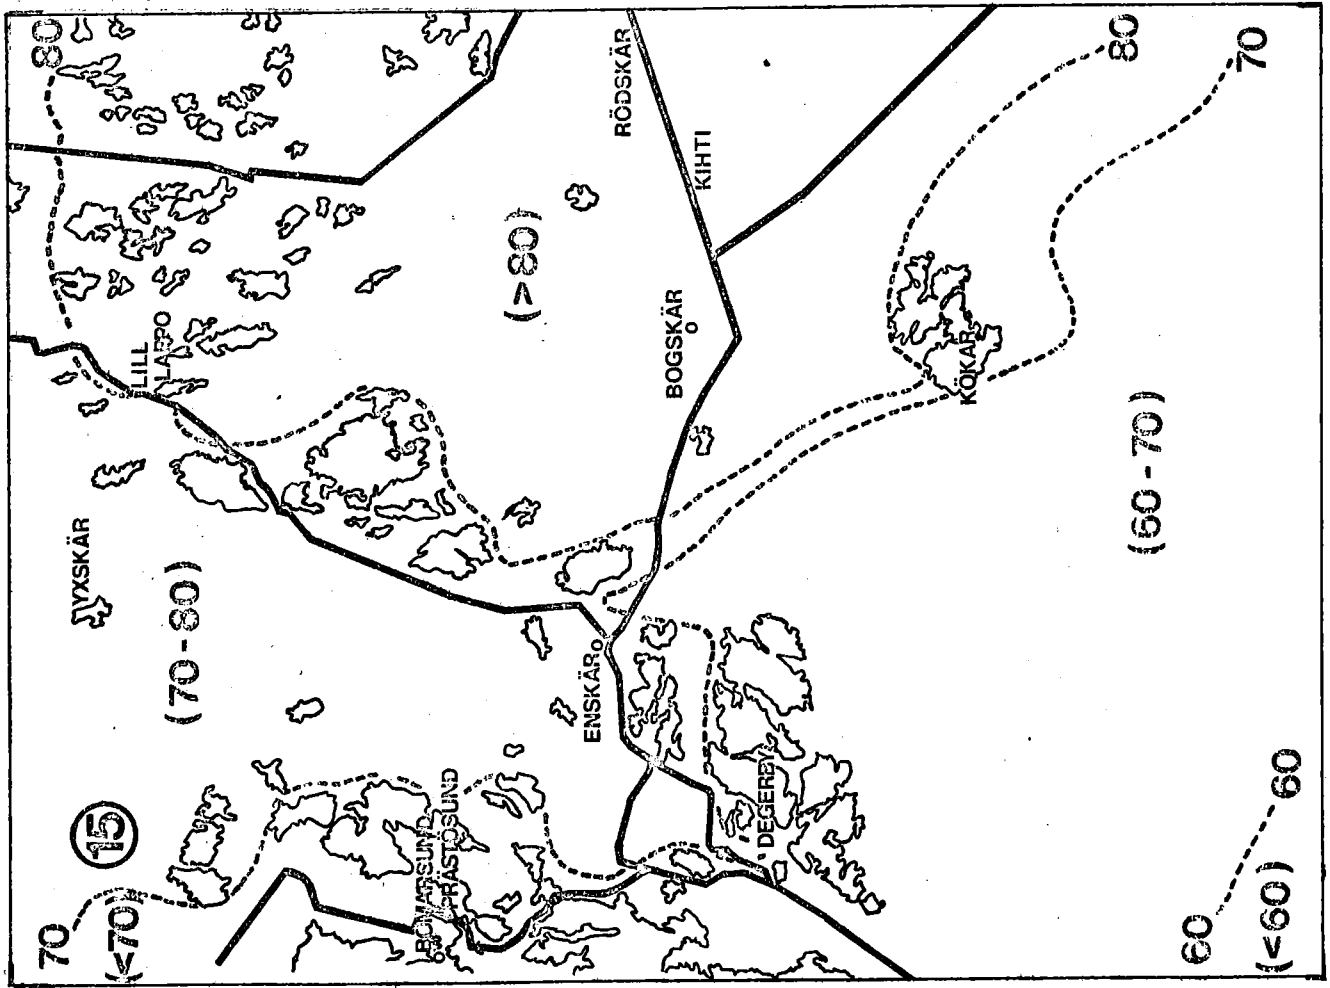 70
80
YXSKÄR
(<70)
15
LILL
LAPPO
(70-80)
BOMARSUND
PRÄSTÖSUND
(>80)
ENSKÄR
RÖDSKÄR
BOGSKÄR
KIHTI
DEGERBY
KÖKAR
80
(60-70)
60
70
(<60)
60